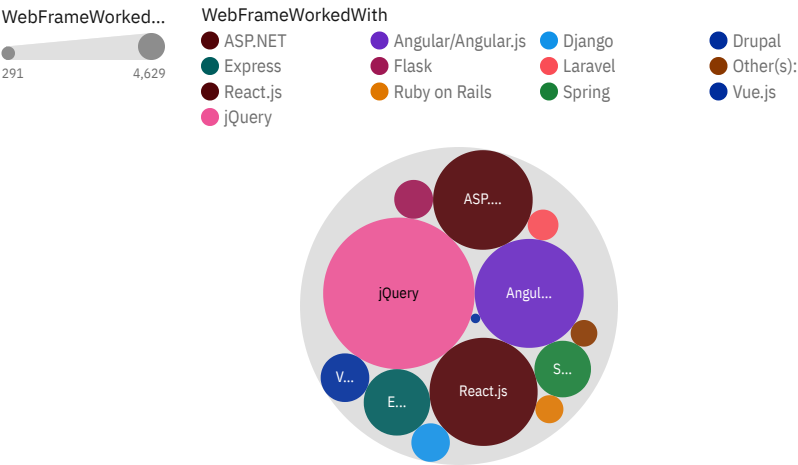 WebFrameWorked...
291
4,629
WebFrameWorkedWith
ASP.NET
Angular/Angular.js
Django
Drupal
Express
Flask
Laravel
Other(s):
React.js
Ruby on Rails
Spring
Vue.js
jQuery
ASP....
jQuery
Angul...
V...
E...
React.js
S...